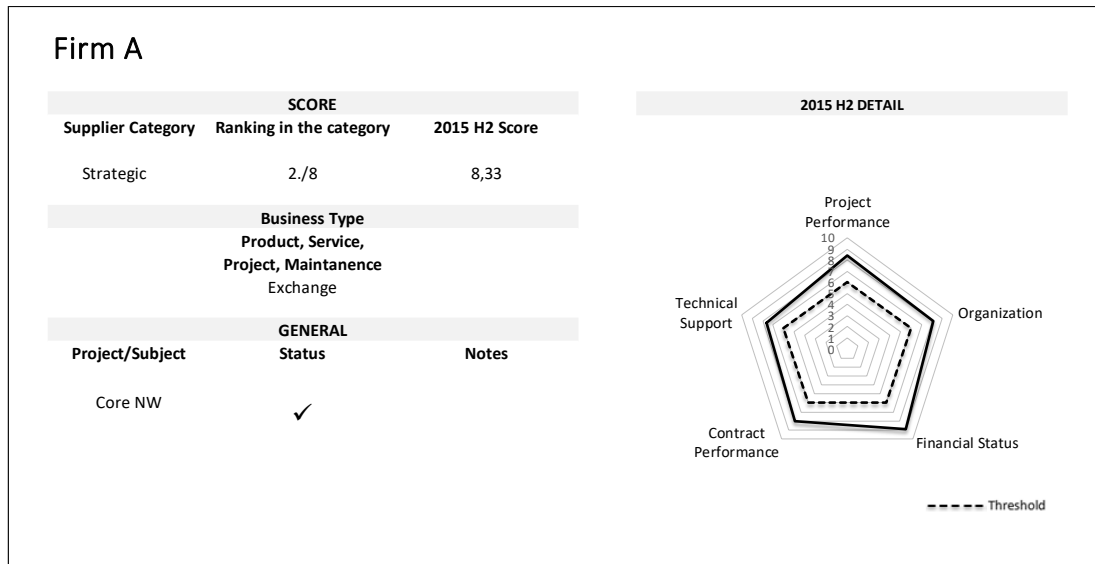 Firm A
SCORE
Supplier Category Ranking in the category 2015 H2 Score
Strategic 2./8 8,33
Business Type
Product, Service,
Project, Maintanence
Exchange
GENERAL
Project/Subject Status Notes
Core NW ✓
2015 H2 DETAIL
Project
Performance
10
9
8
7
6
5
4
3
2
1
0
Organization
Financial Status
Contract
Performance
Technical
Support
Threshold